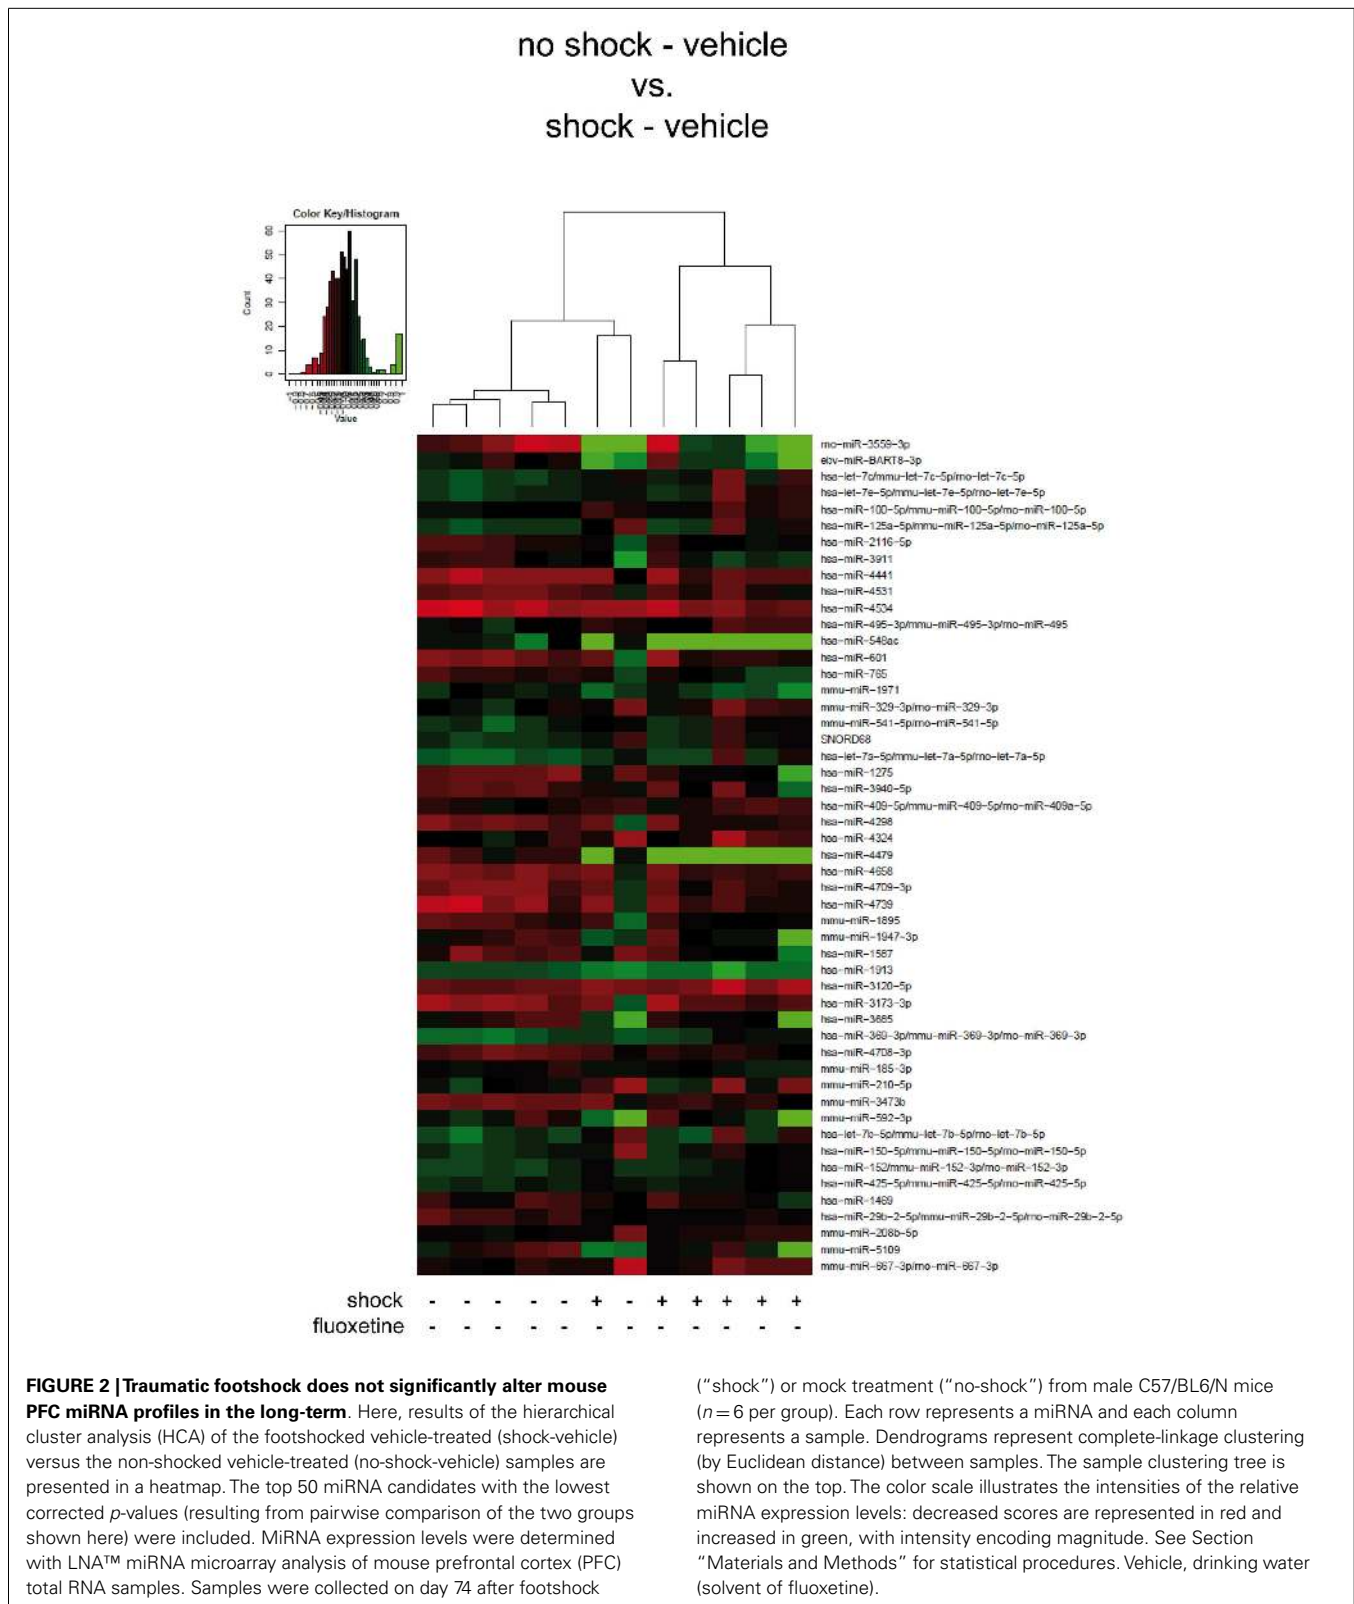 no shock - vehicle
vs.
shock - vehicle
Color Key/Histogram
Count
0 10 20 30 40 50 60
Value
rno-miR-3559-3p
ebv-miR-BART8-3p
hsa-let-7c/mmu-let-7c-5p/rno-let-7c-5p
hsa-let-7e-5p/mmu-let-7e-5p/rno-let-7e-5p
hsa-miR-100-5p/mmu-miR-100-5p/rno-miR-100-5p
hsa-miR-125a-5p/mmu-miR-125a-5p/rno-miR-125a-5p
hsa-miR-2116-5p
hsa-miR-3911
hsa-miR-4441
hsa-miR-4531
hsa-miR-4534
hsa-miR-495-3p/mmu-miR-495-3p/rno-miR-495
hsa-miR-548ac
hsa-miR-601
hsa-miR-765
mmu-miR-1971
mmu-miR-329-3p/rno-miR-329-3p
mmu-miR-541-5p/rno-miR-541-5p
SNORD68
hsa-let-7a-5p/mmu-let-7a-5p/rno-let-7a-5p
hsa-miR-1275
hsa-miR-3940-5p
hsa-miR-409-5p/mmu-miR-409-5p/rno-miR-409a-5p
hsa-miR-4298
hsa-miR-4324
hsa-miR-4479
hsa-miR-4658
hsa-miR-4709-3p
hsa-miR-4739
mmu-miR-1895
mmu-miR-1947-3p
hsa-miR-1587
hsa-miR-1913
hsa-miR-3120-5p
hsa-miR-3173-3p
hsa-miR-3685
hsa-miR-369-3p/mmu-miR-369-3p/rno-miR-369-3p
hsa-miR-4708-3p
mmu-miR-185-3p
mmu-miR-210-5p
mmu-miR-3473b
mmu-miR-592-3p
hsa-let-7b-5p/mmu-let-7b-5p/rno-let-7b-5p
hsa-miR-150-5p/mmu-miR-150-5p/rno-miR-150-5p
hsa-miR-152/mmu-miR-152-3p/rno-miR-152-3p
hsa-miR-425-5p/mmu-miR-425-5p/rno-miR-425-5p
hsa-miR-1469
hsa-miR-29b-2-5p/mmu-miR-29b-2-5p/rno-miR-29b-2-5p
mmu-miR-208b-5p
mmu-miR-5109
mmu-miR-667-3p/rno-miR-667-3p
shock - - - - - + - + + + + +
fluoxetine - - - - - - - - - - - -
FIGURE 2 | Traumatic footshock does not significantly alter mouse
PFC miRNA profiles in the long-term. Here, results of the hierarchical
cluster analysis (HCA) of the footshocked vehicle-treated (shock-vehicle)
versus the non-shocked vehicle-treated (no-shock-vehicle) samples are
presented in a heatmap. The top 50 miRNA candidates with the lowest
corrected p-values (resulting from pairwise comparison of the two groups
shown here) were included. MiRNA expression levels were determined
with LNA™ miRNA microarray analysis of mouse prefrontal cortex (PFC)
total RNA samples. Samples were collected on day 74 after footshock
("shock") or mock treatment ("no-shock") from male C57/BL6/N mice
(n = 6 per group). Each row represents a miRNA and each column
represents a sample. Dendrograms represent complete-linkage clustering
(by Euclidean distance) between samples. The sample clustering tree is
shown on the top. The color scale illustrates the intensities of the relative
miRNA expression levels: decreased scores are represented in red and
increased in green, with intensity encoding magnitude. See Section
"Materials and Methods" for statistical procedures. Vehicle, drinking water
(solvent of fluoxetine).